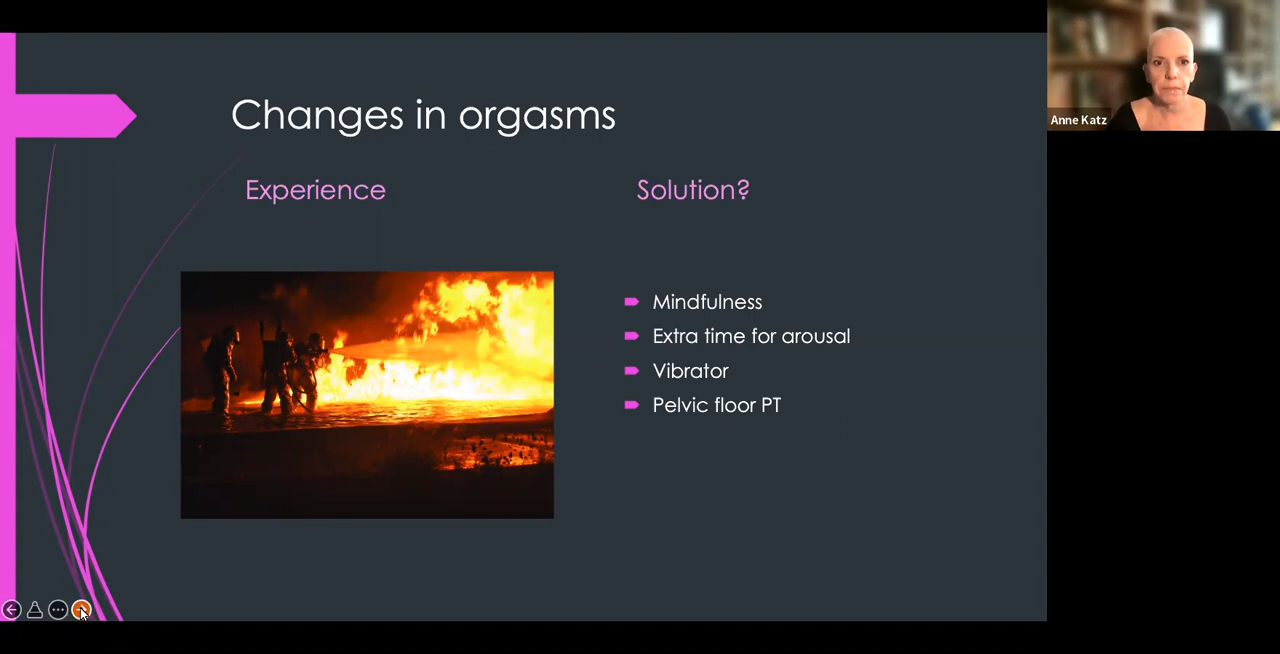 Changes in orgasms
Experience
Solution?
Mindfulness
Extra time for arousal
Vibrator
Pelvic floor PT
Anne Katz